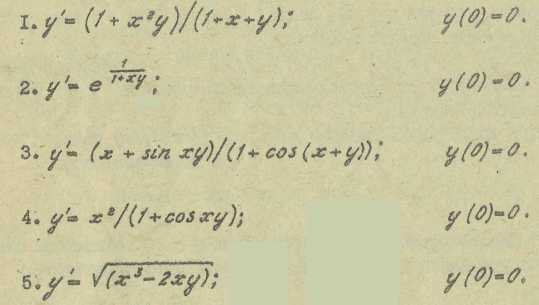 I. y'= (1 + x²y)/(1+x+y); y(0)=0.
2. y'= e^{\frac{1}{1+xy}}; y(0)=0.
3. y'= (x + sin xy)/(1+ cos (x+y)); y(0)=0.
4. y'= x²/(1+cos xy); y(0)=0.
5. y'= √((x³-2xy)); y(0)=0.